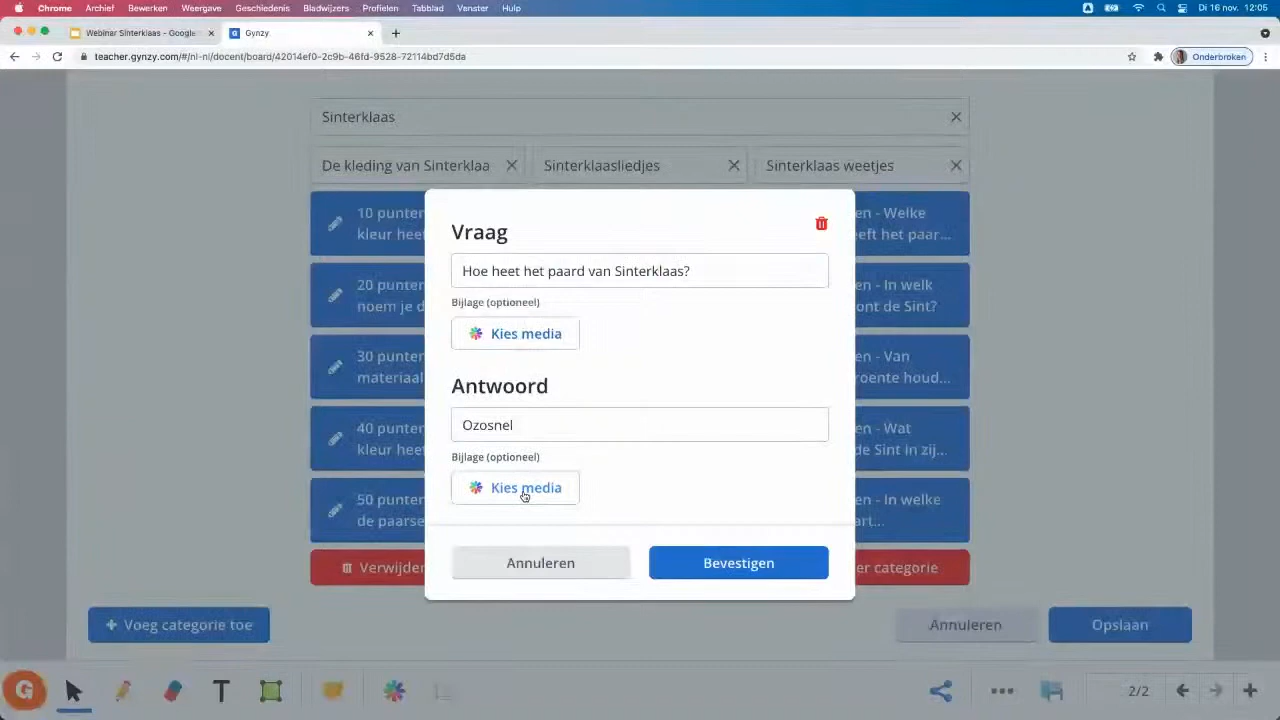 Chrome Archief Bewerken Weergave Geschiedenis Bladwijzers Profielen Tabblad Venster Hulp Di 16 nov. 12:05
Webinar Sinterklaas - Google Gynzy
teacher.gynzy.com/#/nl-nl/docent/board/42014ef0-2c9b-46fd-9528-72114bd7d5da Onderbroken
Sinterklaas
De kleding van Sinterklaa Sinterklaasliedjes Sinterklaas weetjes
10 punten en - Welke
kleur heef eeft het paar...
20 punten en - In welk
noem je d ont de Sint?
30 punten en - Van
materiaal roente houd...
40 punten en - Wat
kleur heef de Sint in zij...
50 punten en - In welke
de paarse art...
Verwijder er categorie
Vraag
Hoe heet het paard van Sinterklaas?
Bijlage (optioneel)
Kies media
Antwoord
Ozosnel
Bijlage (optioneel)
Kies media
Annuleren Bevestigen
Voeg categorie toe Annuleren Opslaan
G T 2/2